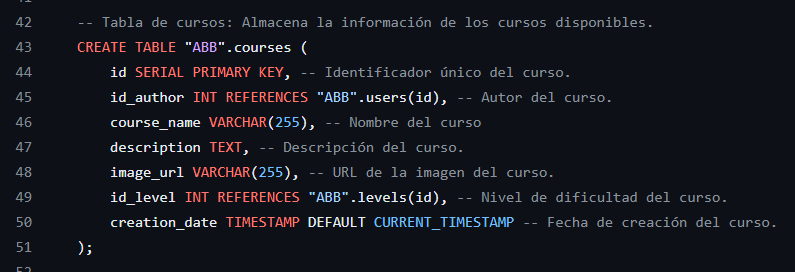 42 -- Tabla de cursos: Almacena la información de los cursos disponibles.
43 CREATE TABLE "ABB".courses (
44 id SERIAL PRIMARY KEY, -- Identificador único del curso.
45 id_author INT REFERENCES "ABB".users(id), -- Autor del curso.
46 course_name VARCHAR(255), -- Nombre del curso
47 description TEXT, -- Descripción del curso.
48 image_url VARCHAR(255), -- URL de la imagen del curso.
49 id_level INT REFERENCES "ABB".levels(id), -- Nivel de dificultad del curso.
50 creation_date TIMESTAMP DEFAULT CURRENT_TIMESTAMP -- Fecha de creación del curso.
51 );